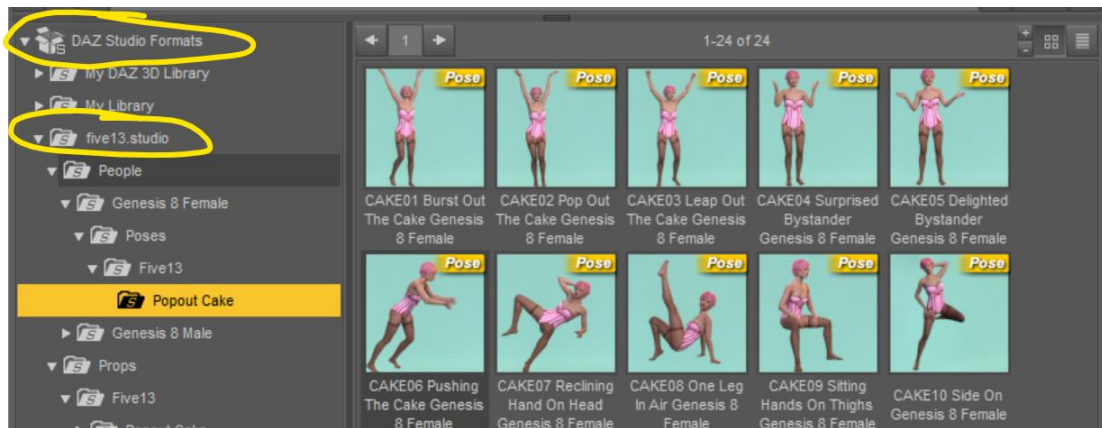 DAZ Studio Formats
My DAZ 3D Library
My Library
five13.studio
People
Genesis 8 Female
Poses
Five13
Popout Cake
Genesis 8 Male
Props
Five13
Popout Cake
1
1-24 of 24
Pose
Pose
Pose
Pose
Pose
CAKE01 Burst Out
The Cake Genesis
8 Female
CAKE02 Pop Out
The Cake Genesis
8 Female
CAKE03 Leap Out
The Cake Genesis
8 Female
CAKE04 Surprised
Bystander
Genesis 8 Female
CAKE05 Delighted
Bystander
Genesis 8 Female
Pose
Pose
Pose
Pose
Pose
CAKE06 Pushing
The Cake Genesis
8 Female
CAKE07 Reclining
Hand On Head
Genesis 8 Female
CAKE08 One Leg
In Air Genesis 8
Female
CAKE09 Sitting
Hands On Thighs
Genesis 8 Female
CAKE10 Side On
Genesis 8 Female